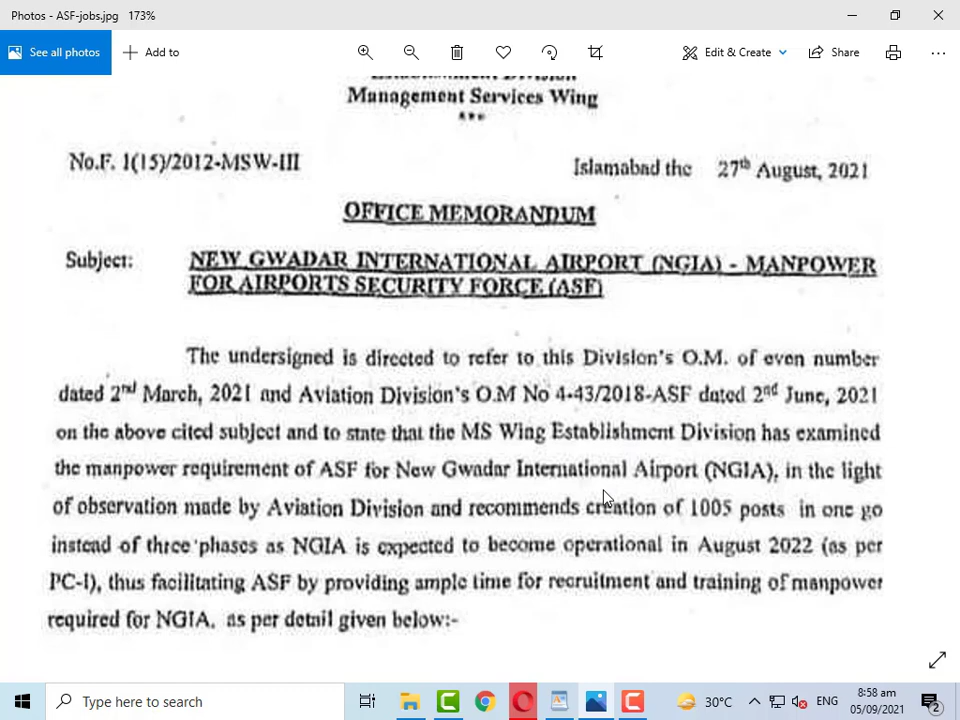 Photos - ASF-jobs.jpg 173%
See all photos
Add to
Edit & Create
Share
Establishment Division
Management Services Wing
***
No.F. 1(15)/2012-MSW-III
Islamabad the 27th August, 2021
OFFICE MEMORANDUM
Subject: NEW GWADAR INTERNATIONAL AIRPORT (NGIA) - MANPOWER
FOR AIRPORTS SECURITY FORCE (ASF)
The undersigned is directed to refer to this Division's O.M. of even number
dated 2nd March, 2021 and Aviation Division's O.M No 4-43/2018-ASF dated 2nd June, 2021
on the above cited subject and to state that the MS Wing Establishment Division has examined
the manpower requirement of ASF for New Gwadar International Airport (NGIA), in the light
of observation made by Aviation Division and recommends creation of 1005 posts in one go
instead of three phases as NGIA is expected to become operational in August 2022 (as per
PC-I), thus facilitating ASF by providing ample time for recruitment and training of manpower
required for NGIA, as per detail given below:-
Type here to search
30°C
ENG
8:58 am
05/09/2021
2